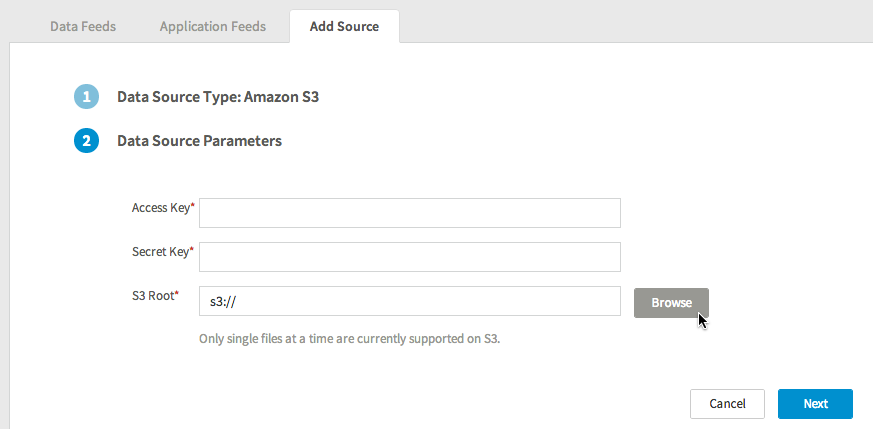 Data Feeds Application Feeds Add Source
1 Data Source Type: Amazon S3
2 Data Source Parameters
Access Key*
Secret Key*
S3 Root* s3:// Browse
Only single files at a time are currently supported on S3.
Cancel Next